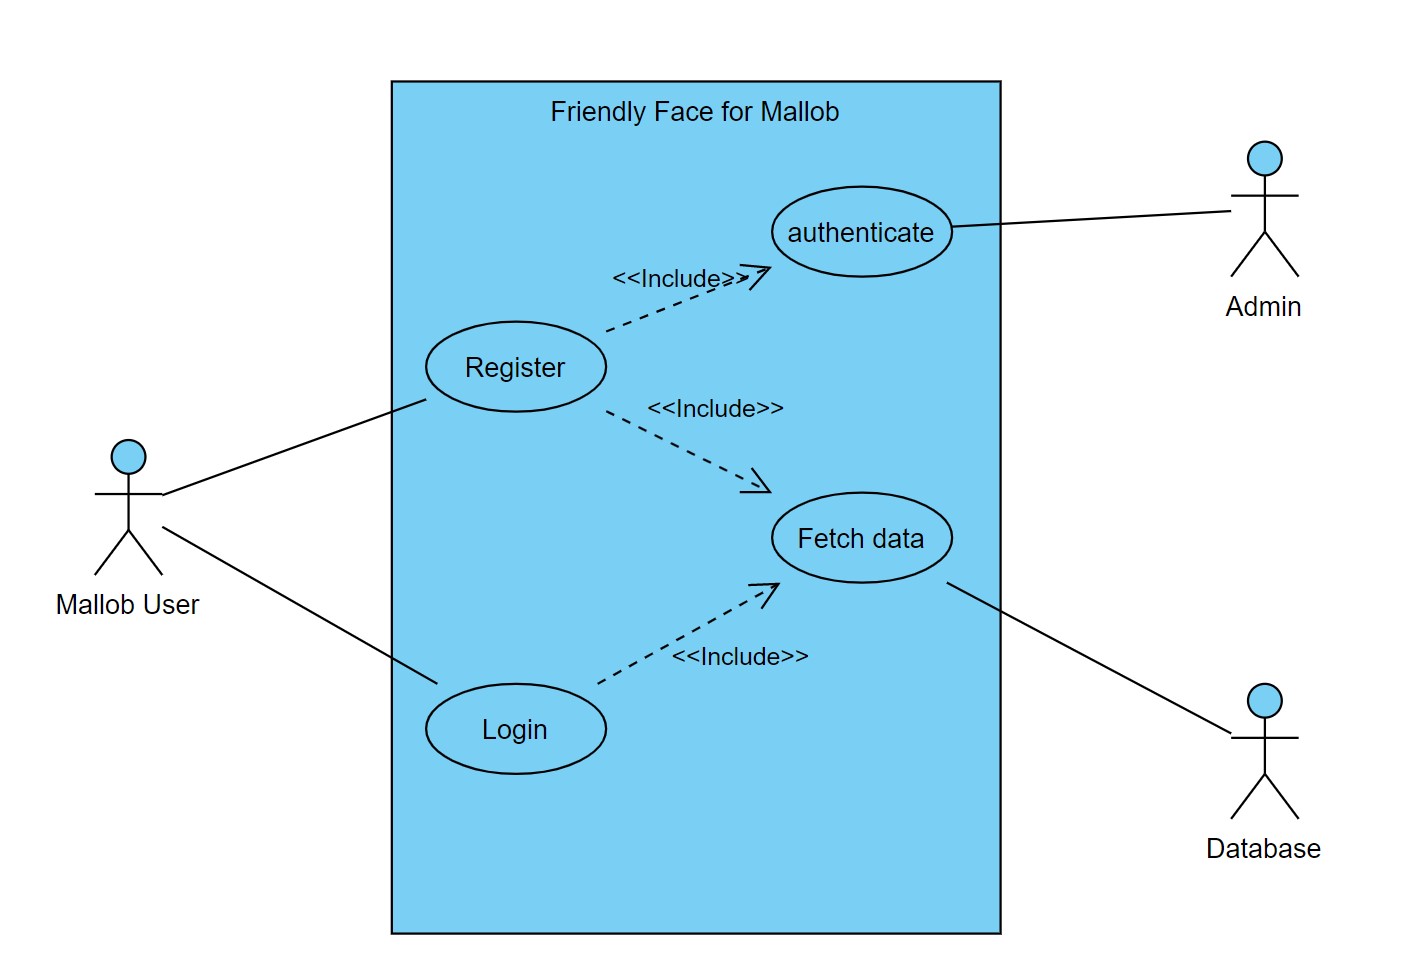 Friendly Face for Mallob
authenticate
<<Include>>
Admin
Register
<<Include>>
Mallob User
Fetch data
<<Include>>
Login
Database